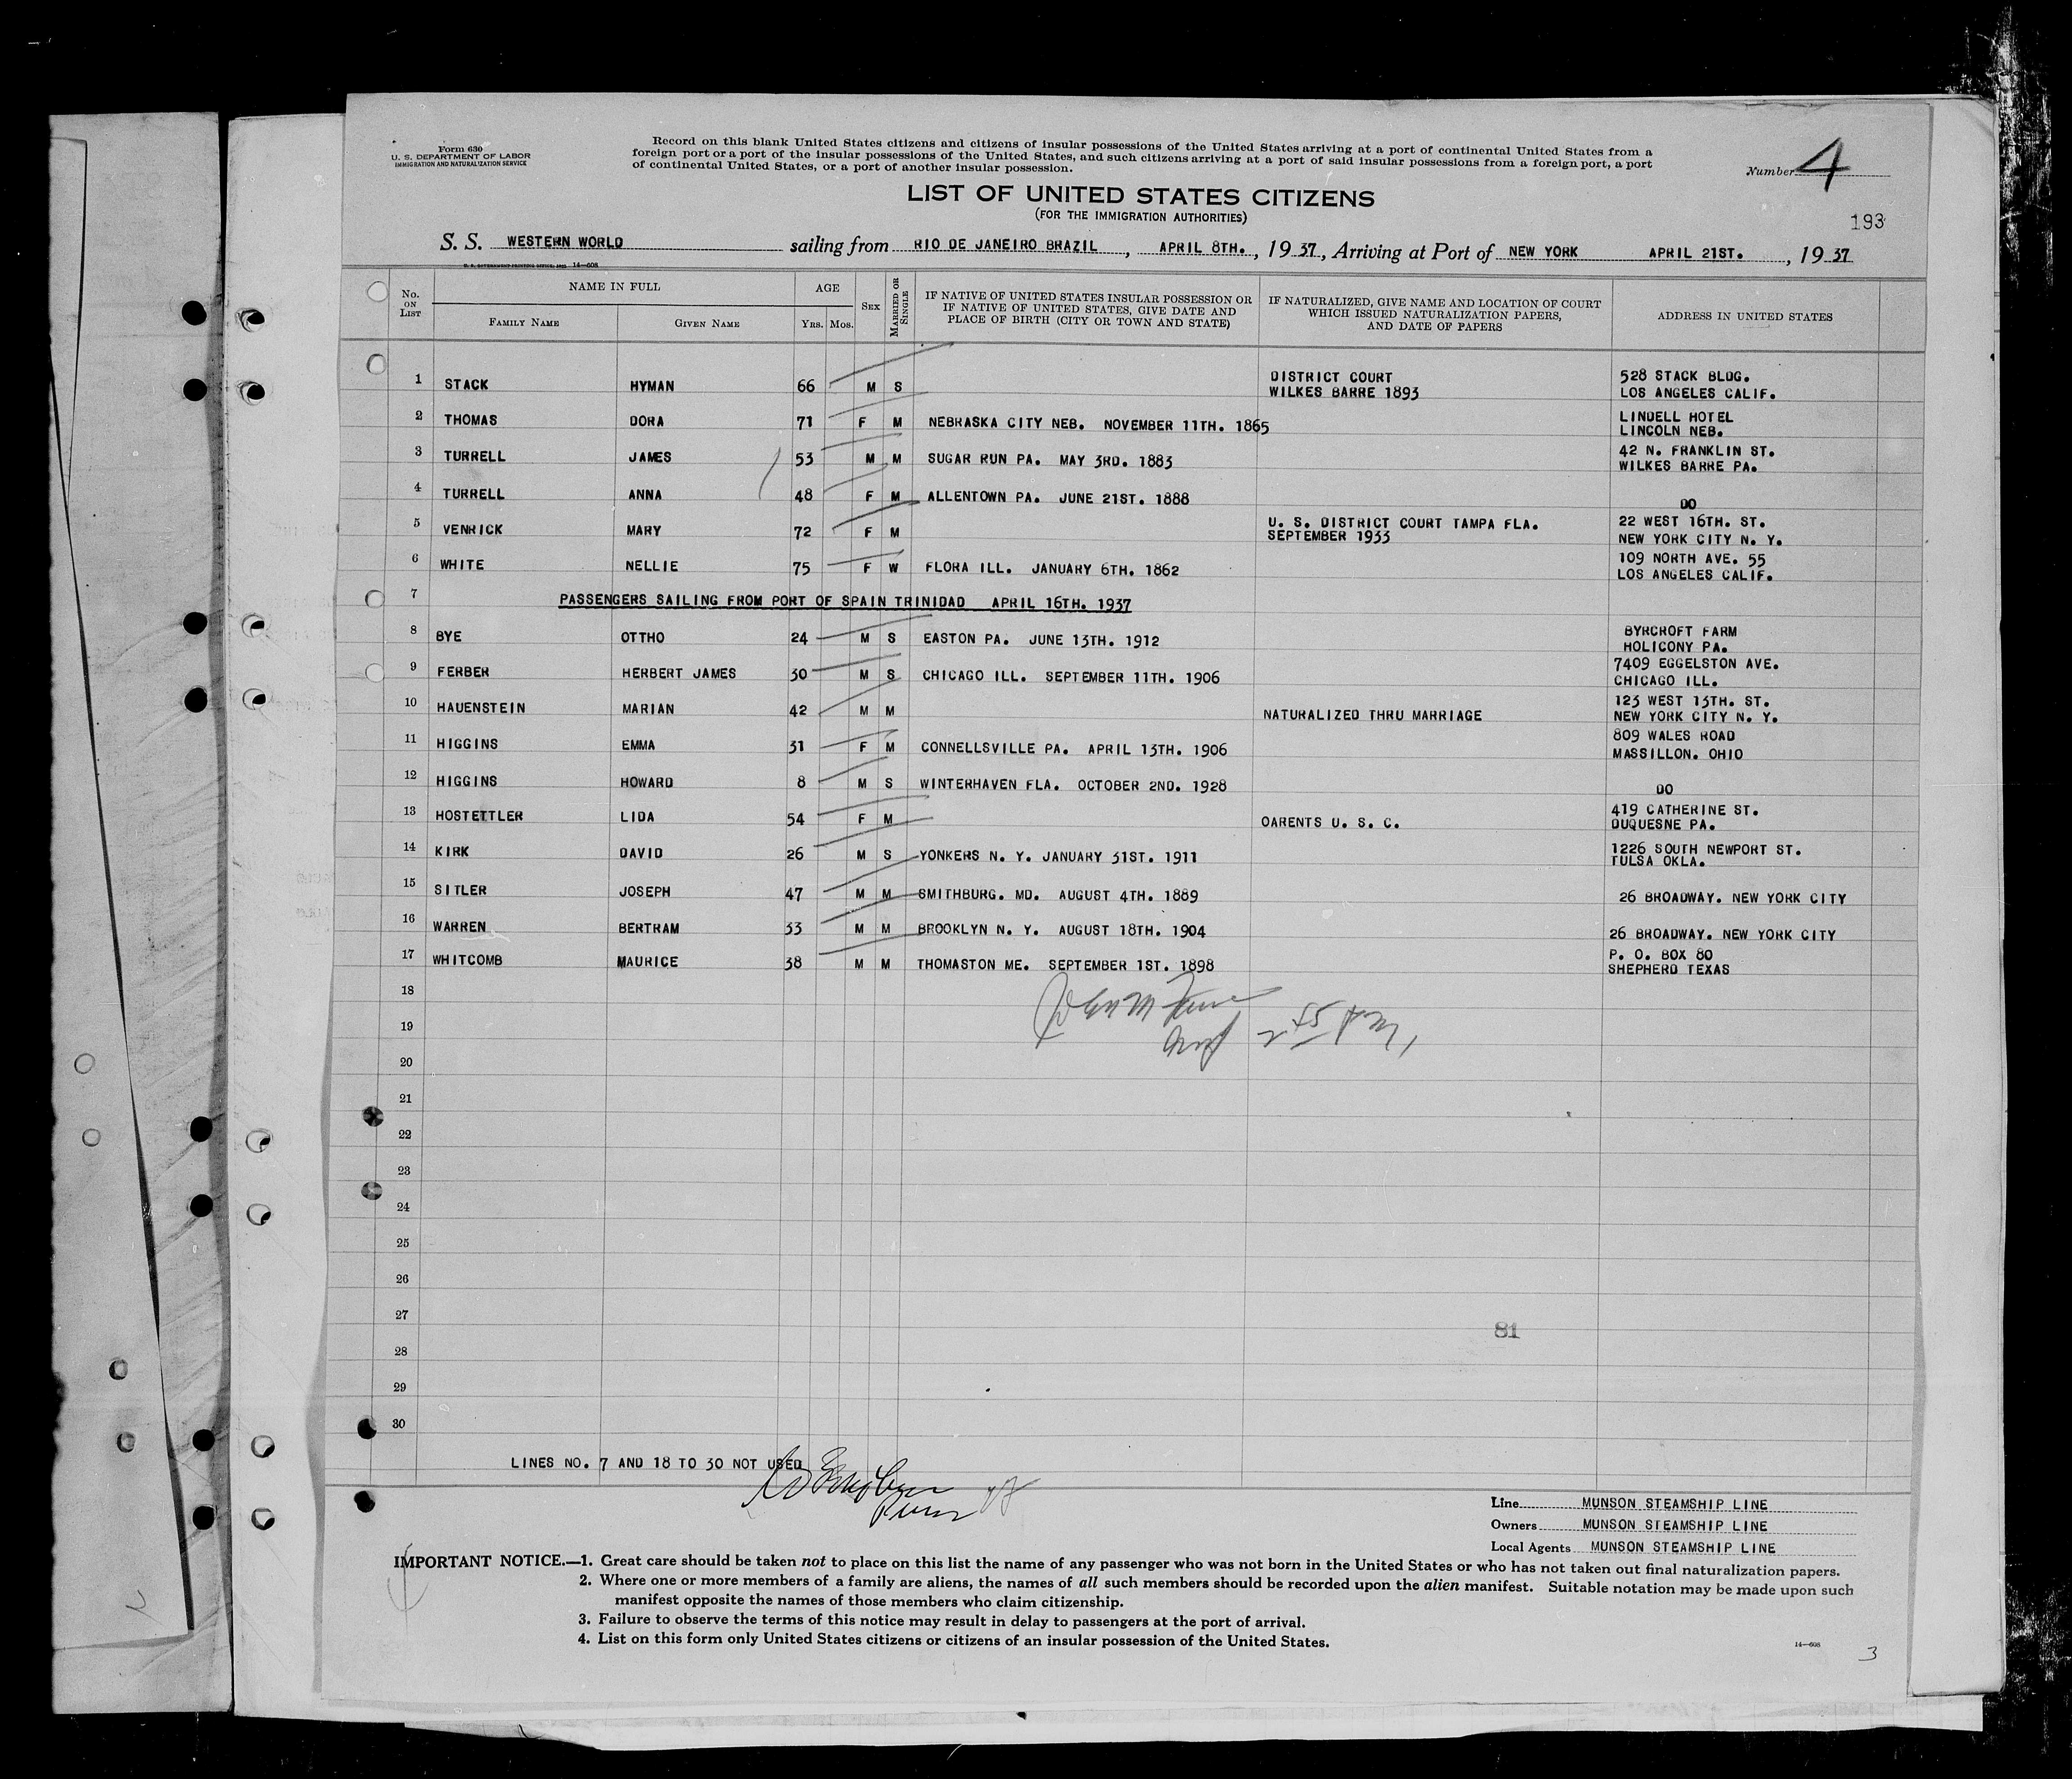 Form 630
U. S. DEPARTMENT OF LABOR
IMMIGRATION AND NATURALIZATION SERVICE
Record on this blank United States citizens and citizens of insular possessions of the United States arriving at a port of continental United States from a
foreign port or a port of the insular possessions of the United States, and such citizens arriving at a port of said insular possessions from a foreign port, a port
of continental United States, or a port of another insular possession.
Number 4
LIST OF UNITED STATES CITIZENS
(FOR THE IMMIGRATION AUTHORITIES)
193
S. S. WESTERN WORLD sailing from RIO DE JANEIRO BRAZIL, APRIL 8TH., 1937, Arriving at Port of NEW YORK APRIL 21ST., 1937
No. ON LIST NAME IN FULL FAMILY NAME GIVEN NAME AGE YRS. MOS. SEX MARRIED OR SINGLE IF NATIVE OF UNITED STATES INSULAR POSSESSION OR IF NATIVE OF UNITED STATES, GIVE DATE AND PLACE OF BIRTH (CITY OR TOWN AND STATE) IF NATURALIZED, GIVE NAME AND LOCATION OF COURT WHICH ISSUED NATURALIZATION PAPERS, AND DATE OF PAPERS ADDRESS IN UNITED STATES
1 STACK HYMAN 66 M S DISTRICT COURT WILKES BARRE 1893 528 STACK BLDG. LOS ANGELES CALIF.
2 THOMAS DORA 71 F M NEBRASKA CITY NEB. NOVEMBER 11TH. 1865 LINDELL HOTEL LINCOLN NEB.
3 TURRELL JAMES 53 M M SUGAR RUN PA. MAY 3RD. 1883 42 N. FRANKLIN ST. WILKES BARRE PA.
4 TURRELL ANNA 48 F M ALLENTOWN PA. JUNE 21ST. 1888 DO
5 VENRICK MARY 72 F M U. S. DISTRICT COURT TAMPA FLA. SEPTEMBER 1933 22 WEST 16TH. ST. NEW YORK CITY N. Y.
6 WHITE NELLIE 75 F W FLORA ILL. JANUARY 6TH. 1862 109 NORTH AVE. 55 LOS ANGELES CALIF.
7 PASSENGERS SAILING FROM PORT OF SPAIN TRINIDAD APRIL 16TH. 1937
8 BYE OTTHO 24 M S EASTON PA. JUNE 13TH. 1912 BYRCROFT FARM HOLICONY PA.
9 FERBER HERBERT JAMES 30 M S CHICAGO ILL. SEPTEMBER 11TH. 1906 7409 EGGELSTON AVE. CHICAGO ILL.
10 HAUENSTEIN MARIAN 42 M M NATURALIZED THRU MARRIAGE 123 WEST 13TH. ST. NEW YORK CITY N. Y.
11 HIGGINS EMMA 31 F M CONNELLSVILLE PA. APRIL 13TH. 1906 809 WALES ROAD MASSILLON. OHIO
12 HIGGINS HOWARD 8 M S WINTERHAVEN FLA. OCTOBER 2ND. 1928 DO
13 HOSTETTLER LIDA 54 F M OARENTS U. S. C. 419 CATHERINE ST. DUQUESNE PA.
14 KIRK DAVID 26 M S YONKERS N. Y. JANUARY 31ST. 1911 1226 SOUTH NEWPORT ST. TULSA OKLA.
15 SITLER JOSEPH 47 M M SMITHBURG. MD. AUGUST 4TH. 1889 26 BROADWAY. NEW YORK CITY
16 WARREN BERTRAM 33 M M BROOKLYN N. Y. AUGUST 18TH. 1904 26 BROADWAY. NEW YORK CITY
17 WHITCOMB MAURICE 38 M M THOMASTON ME. SEPTEMBER 1ST. 1898 P. O. BOX 80 SHEPHERD TEXAS
18
19
20
21
22
23
24
25
26
27
81
28
29
30
LINES NO. 7 AND 18 TO 30 NOT USED
Line MUNSON STEAMSHIP LINE
Owners MUNSON STEAMSHIP LINE
Local Agents MUNSON STEAMSHIP LINE
IMPORTANT NOTICE.—1. Great care should be taken not to place on this list the name of any passenger who was not born in the United States or who has not taken out final naturalization papers.
2. Where one or more members of a family are aliens, the names of all such members should be recorded upon the alien manifest. Suitable notation may be made upon such
manifest opposite the names of those members who claim citizenship.
3. Failure to observe the terms of this notice may result in delay to passengers at the port of arrival.
4. List on this form only United States citizens or citizens of an insular possession of the United States.
14—608
3